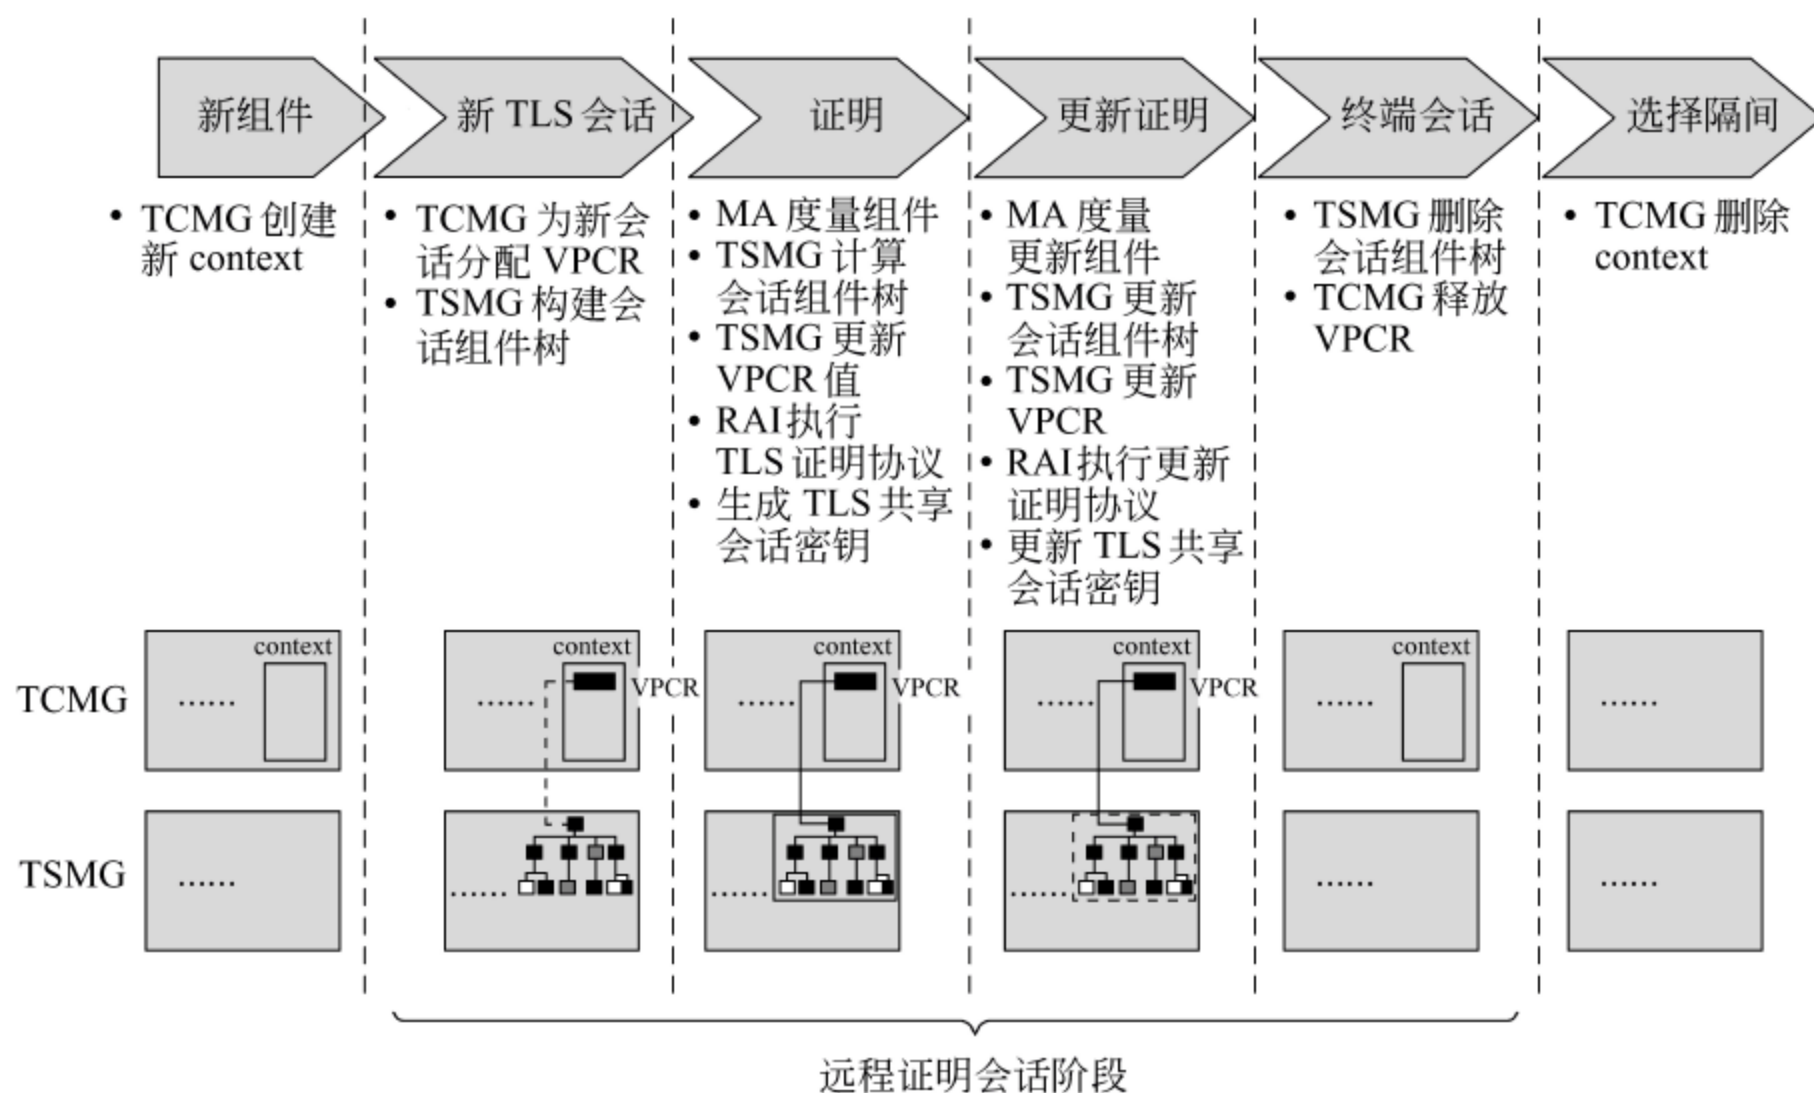 新组件
新 TLS 会话
证明
更新证明
终端会话
选择隔间
• TCMG 创建
新 context
• TCMG 为新会
话分配 VPCR
• TSMG 构建会
话组件树
• MA 度量组件
• TSMG 计算
会话组件树
• TSMG 更新
VPCR 值
• RAI执行
TLS 证明协议
• 生成 TLS 共享
会话密钥
• MA 度量
更新组件
• TSMG 更新
会话组件树
• TSMG 更新
VPCR
• RAI执行更新
证明协议
• 更新 TLS 共享
会话密钥
• TSMG 删除
会话组件树
• TCMG 释放
VPCR
• TCMG 删除
context
TCMG
context
......
context
......
VPCR
context
......
VPCR
context
......
VPCR
context
......
......
TSMG
......
......
......
......
......
......
远程证明会话阶段